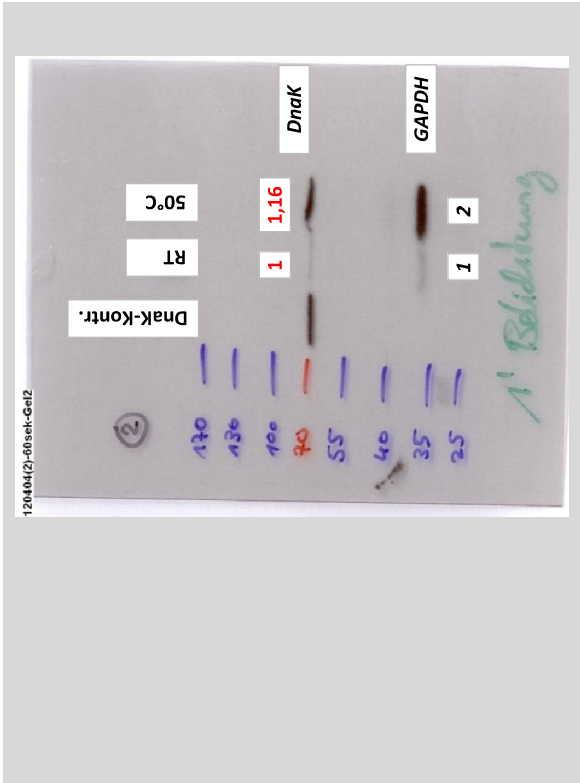 120404(2)-60sek-Gel2
DnaK-Kontr.
RT
50°C
1
1,16
DnaK
GAPDH
1
2
2
170
130
100
70
55
40
35
25
1' Belichtung